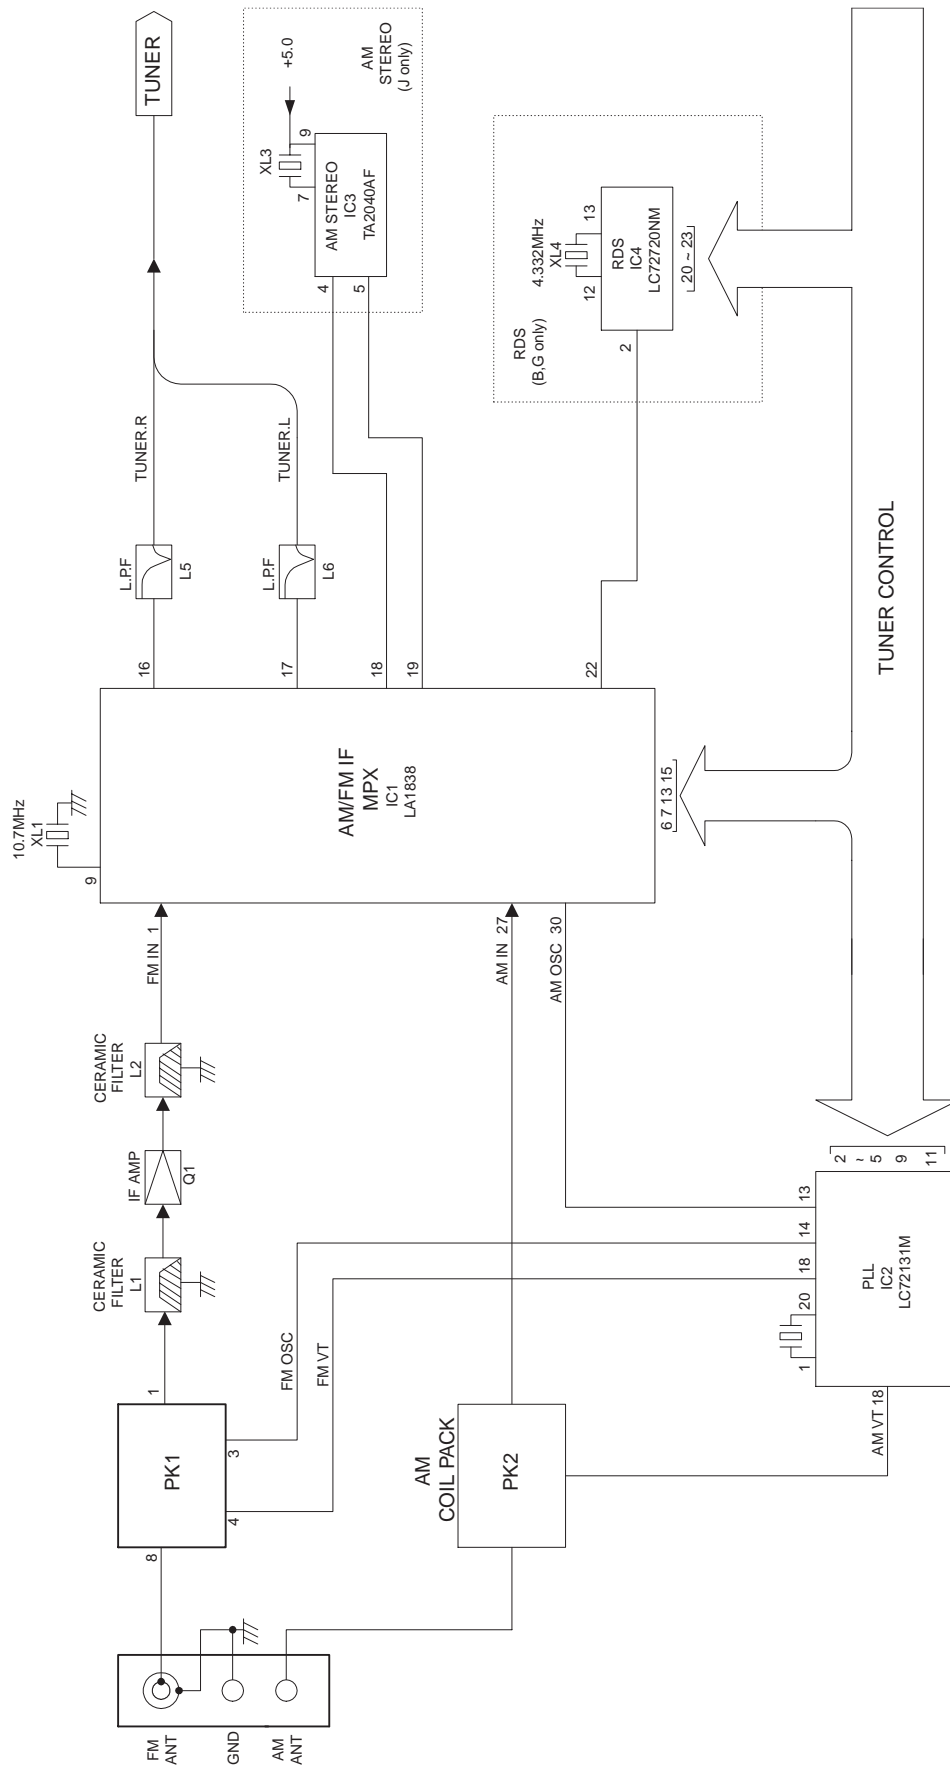 FM
ANT
GND
AM
ANT
8
PK1
1
3
4
CERAMIC
FILTER
L1
IF AMP
Q1
CERAMIC
FILTER
L2
FM IN 1
FM OSC
FM VT
AM
COIL PACK
PK2
AM IN 27
AM OSC 30
10.7MHz
XL1
9
AM/FM IF
MPX
IC1
LA1838
6 7 13 15
16
17
18
19
22
L.P.F
L5
L.P.F
L6
TUNER.R
TUNER.L
TUNER
XL3
+5.0
7
9
AM STEREO
IC3
TA2040AF
4
5
AM
STEREO
(J only)
RDS
(B,G only)
4.332MHz
XL4
12
13
RDS
IC4
LC72720NM
2
20 ~ 23
AM VT 18
1
20
18
14
13
PLL
IC2
LC72131M
2
~
5
9
11
TUNER CONTROL